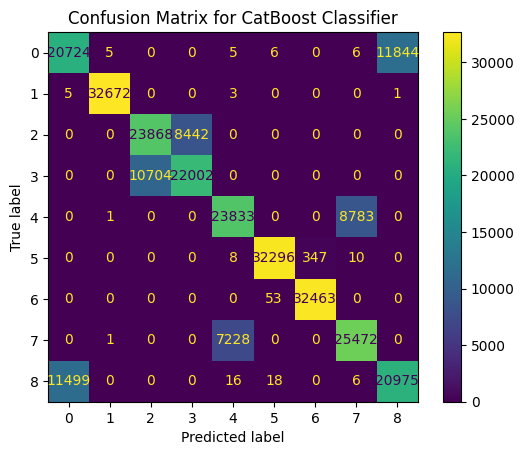 Confusion Matrix for CatBoost Classifier
0 20724 5 0 0 5 6 0 6 11844
1 5 32672 0 0 3 0 0 0 1
2 0 0 23868 8442 0 0 0 0 0
3 0 0 10704 22002 0 0 0 0 0
4 0 1 0 0 23833 0 0 8783 0
5 0 0 0 0 8 32296 347 10 0
6 0 0 0 0 0 53 32463 0 0
7 0 1 0 0 7228 0 0 25472 0
8 11499 0 0 0 16 18 0 6 20975
0 1 2 3 4 5 6 7 8
True label
Predicted label
30000
25000
20000
15000
10000
5000
0